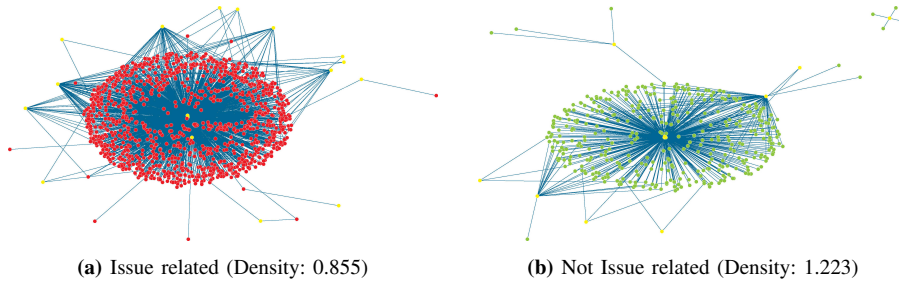 (a) Issue related (Density: 0.855)
(b) Not Issue related (Density: 1.223)